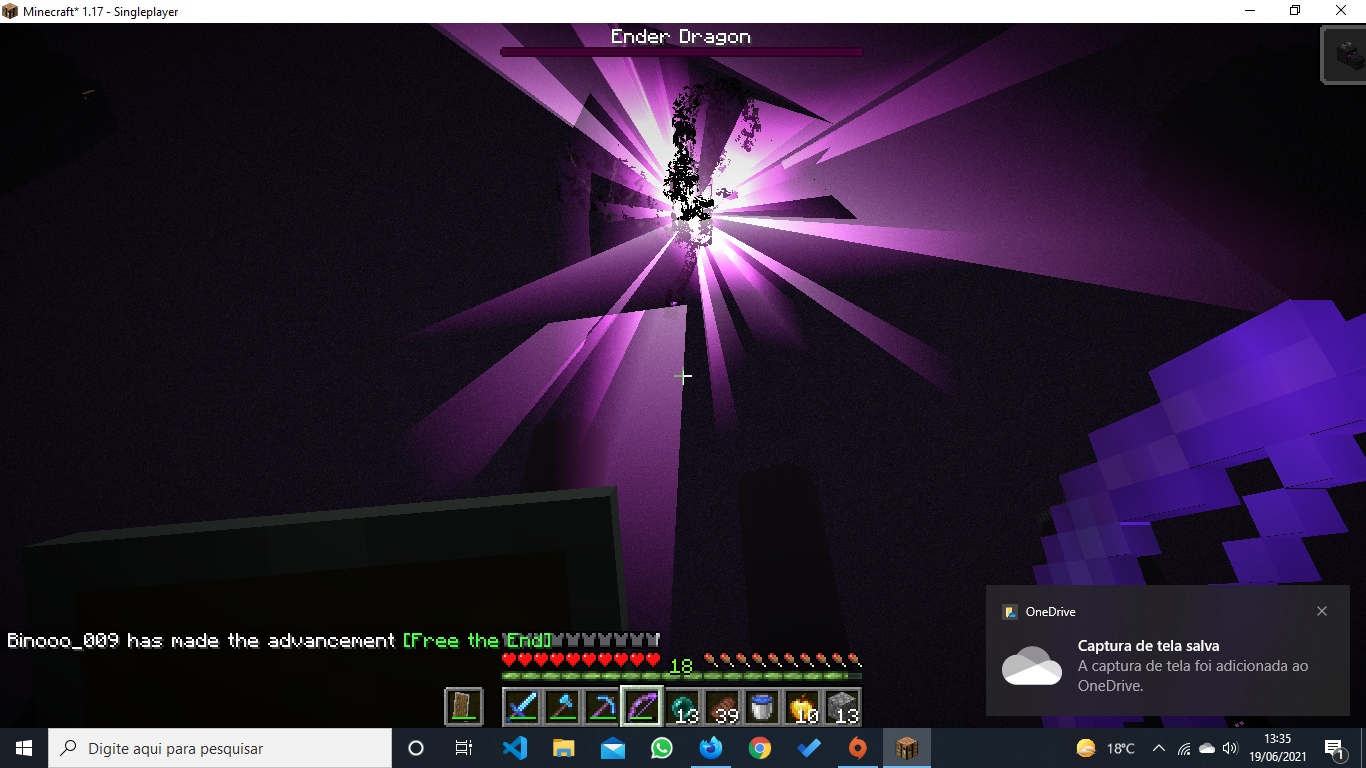 Minecraft* 1.17 - Singleplayer
Ender Dragon
OneDrive
Captura de tela salva
A captura de tela foi adicionada ao
OneDrive.
Binooo_009 has made the advancement [Free the End]
18
13
39
10
13
Digite aqui para pesquisar
18°C
13:35
19/06/2021
1